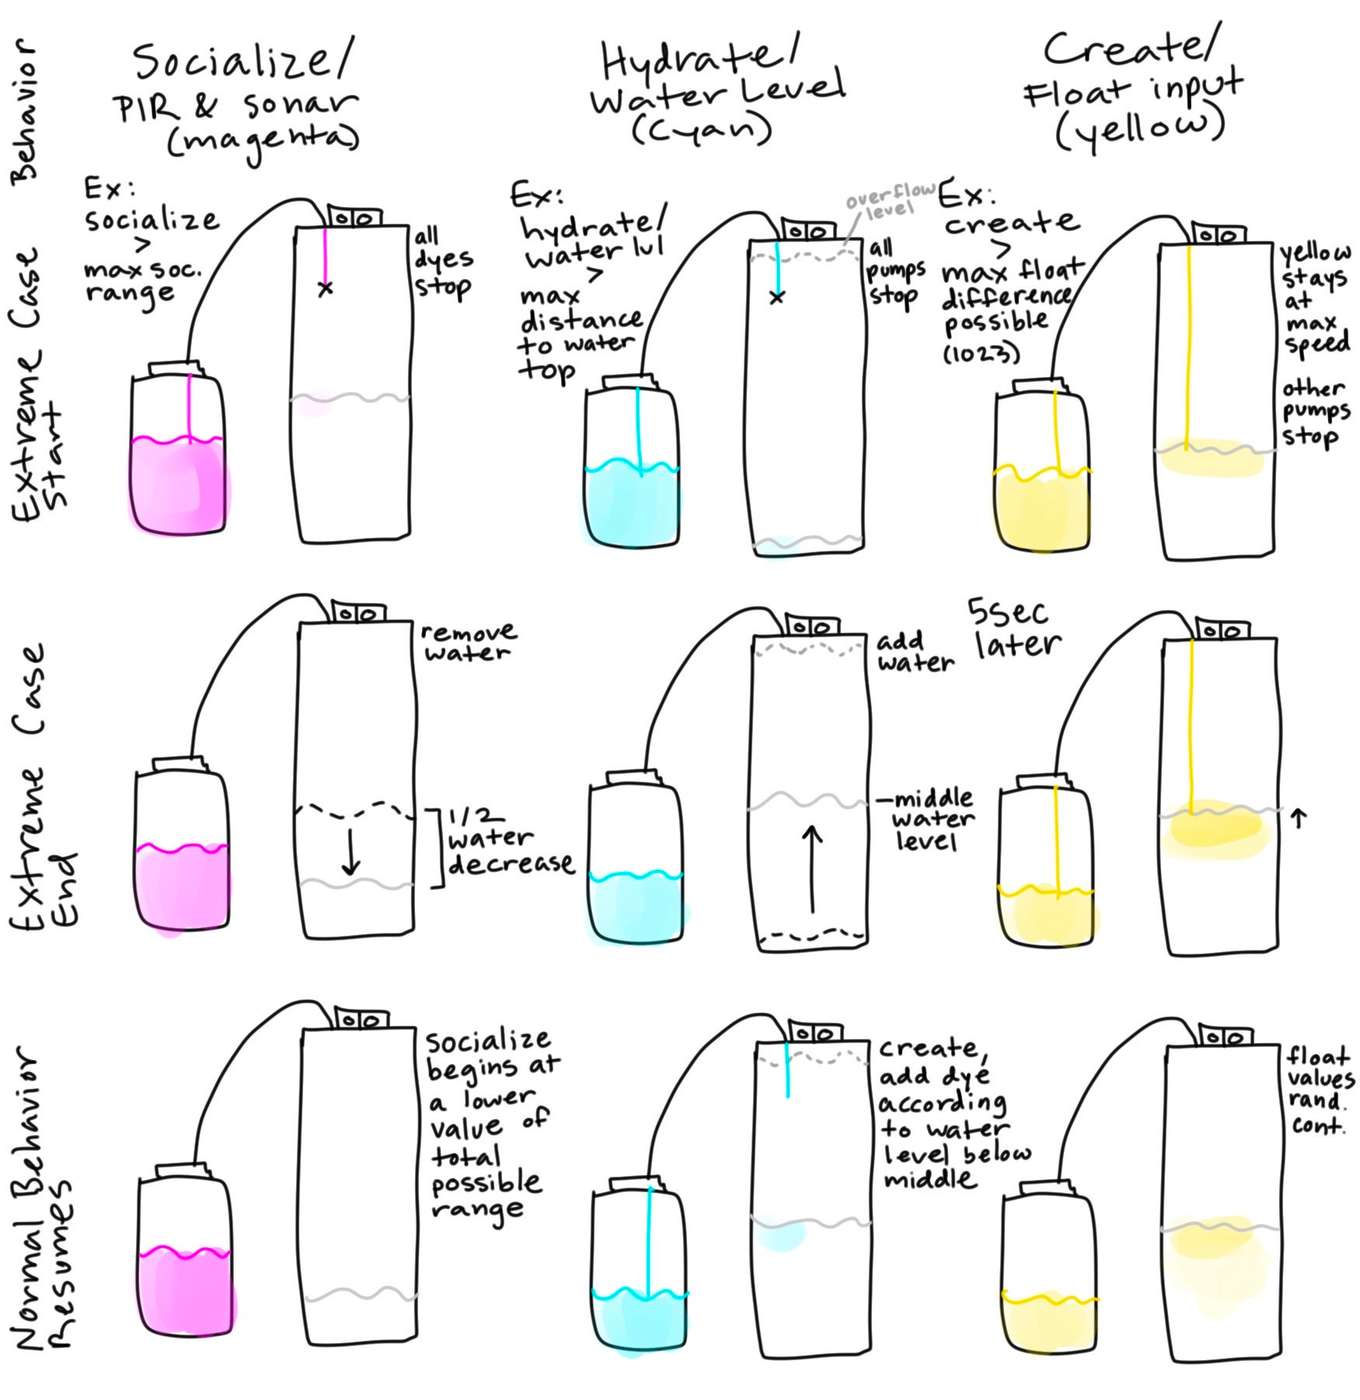 Behavior
Socialize/
PIR & sonar
(magenta)
Hydrate/
Water Level
(Cyan)
Create/
Float input
(yellow)
Extreme Case
Start
Ex:
socialize
>
max soc.
range
all
dyes
stop
Ex:
hydrate/
water lvl
>
max
distance
to water
top
overflow
level
all
pumps
stop
Ex:
create
>
max float
difference
possible
(1023)
yellow
stays
at
max
speed
other
pumps
stop
Extreme Case
End
remove
water
1/2
water
decrease
add
water
-middle
water
level
5sec
later
Normal Behavior
Resumes
socialize
begins at
a lower
value of
total
possible
range
create,
add dye
according
to water
level below
middle
float
values
rand.
cont.